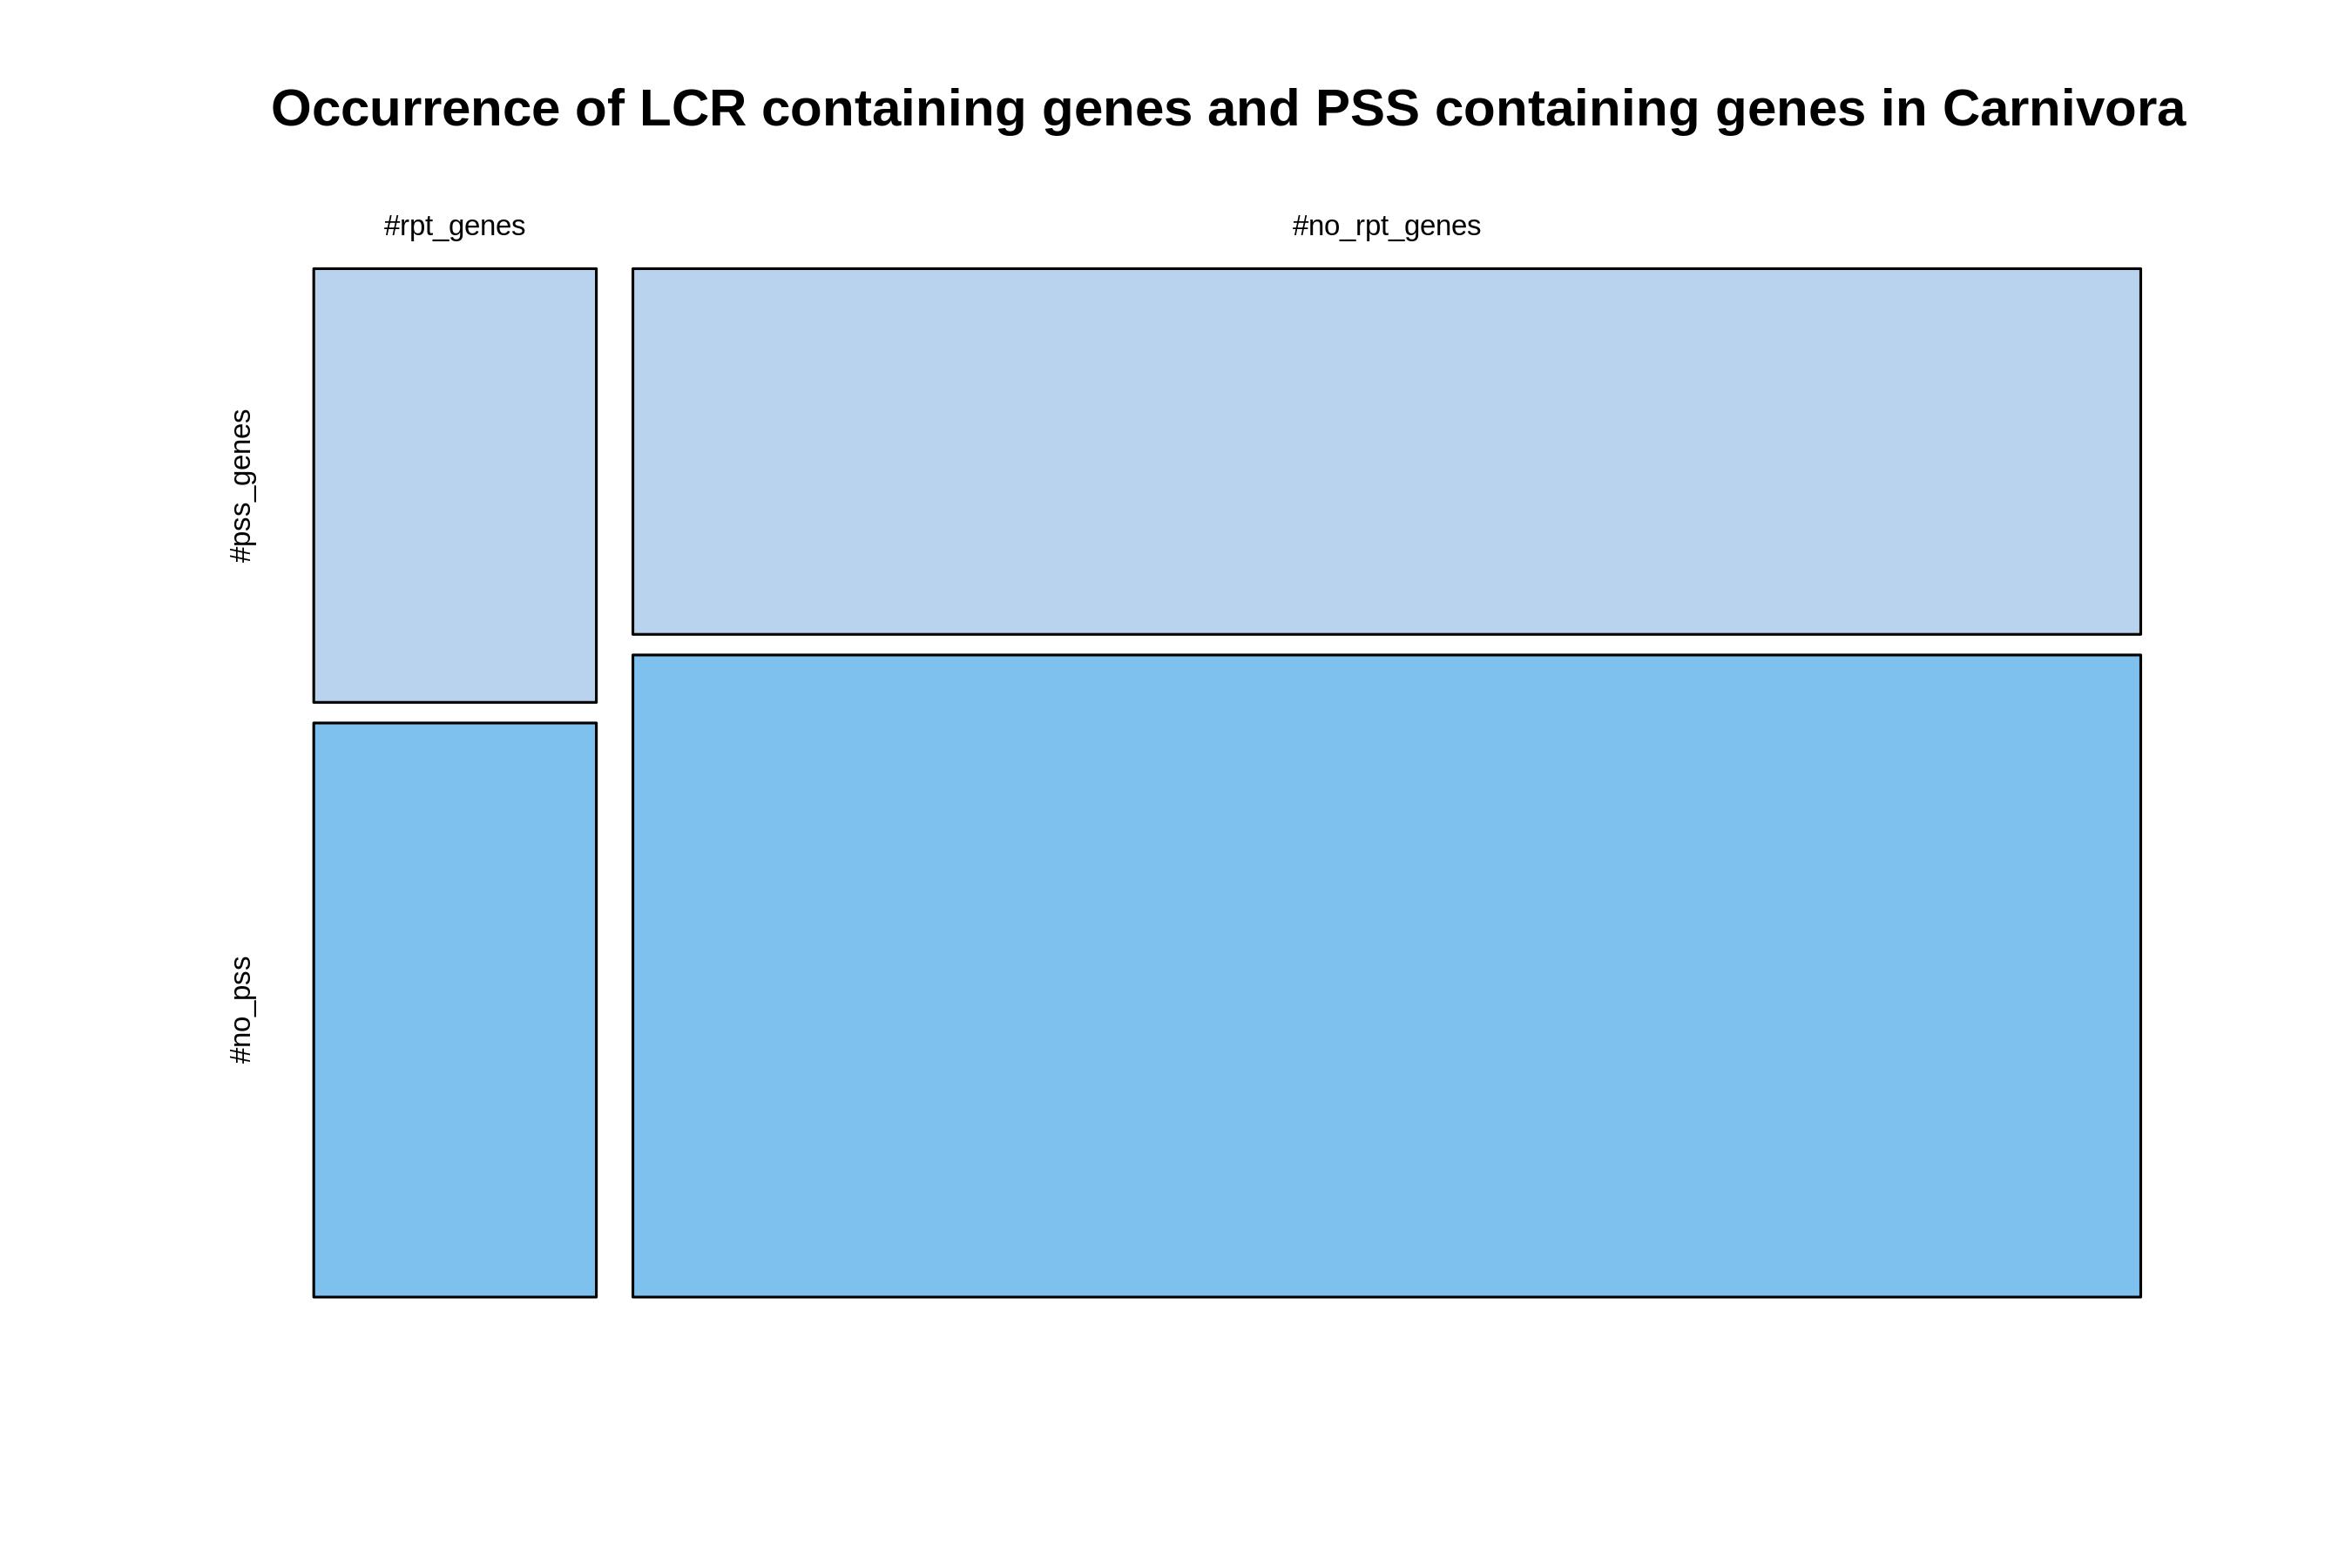 Occurrence of LCR containing genes and PSS containing genes in Carnivora
#rpt_genes
#no_rpt_genes
#pss_genes
#no_pss